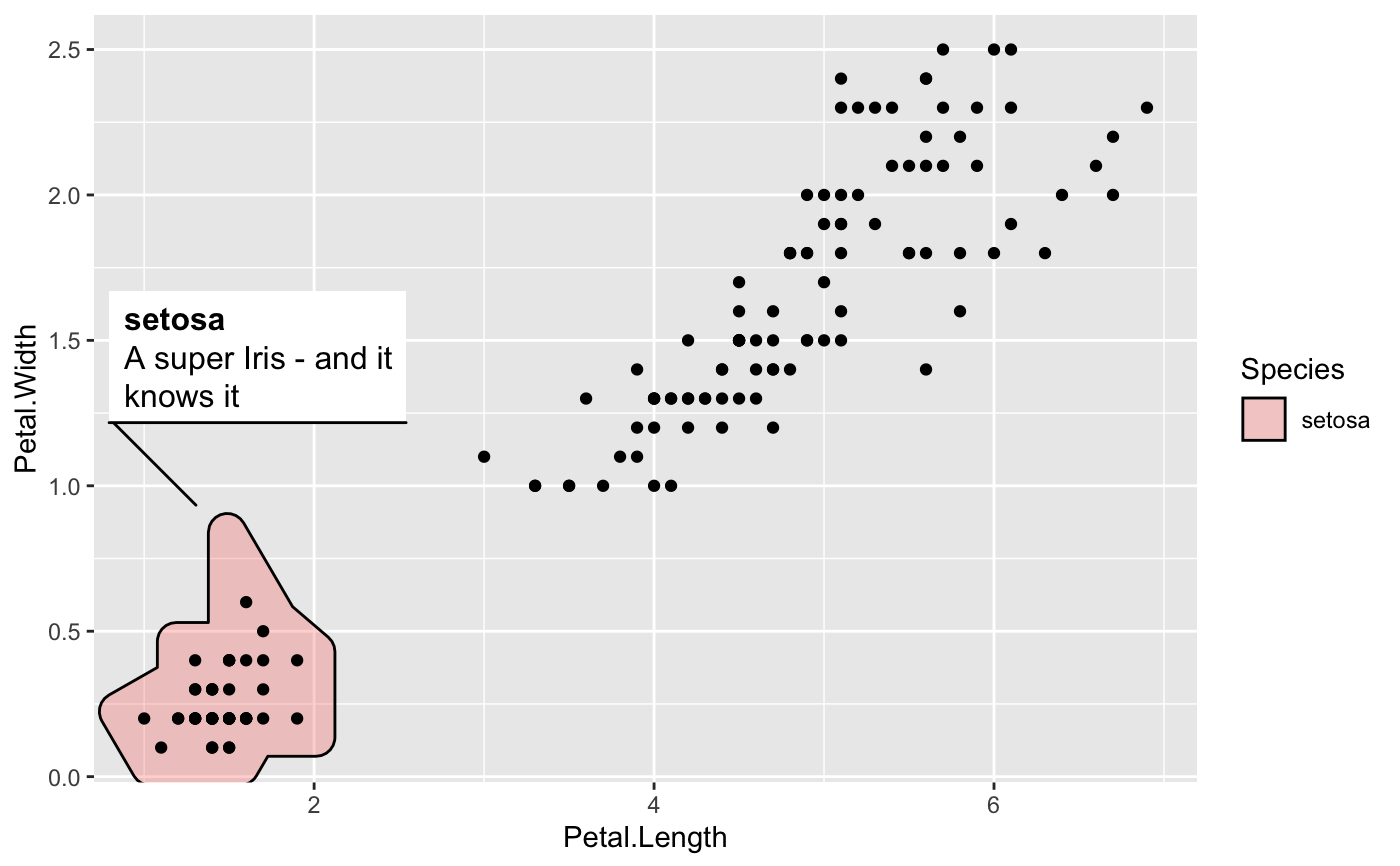 2.5
2.0
1.5
1.0
0.5
0.0
Petal.Width
setosa
A super Iris - and it
knows it
2
4
6
Petal.Length
Species
setosa